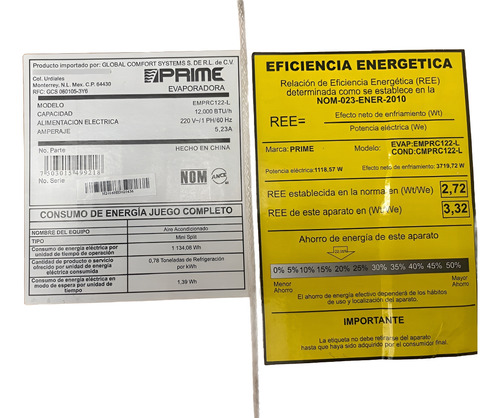 Producto importado por: GLOBAL COMFORT SYSTEMS S. DE R.L. de C.V.
Col. Urdiales
Monterrey, N.L. Mex. C.P. 64430
RFC: GCS 060105-3Y6
PRIME
EVAPORADORA
MODELO EMPRC122-L
CAPACIDAD 12,000 BTU/h
ALIMENTACION ELECTRICA 220 V~/1 PH/60 Hz
AMPERAJE 5,23A
No. Parte
HECHO EN CHINA
7503015499218
No. Serie
NOM
ANCE
CONSUMO DE ENERGÍA JUEGO COMPLETO
NOMBRE DEL EQUIPO Aire Acondicionado
TIPO Mini Split
Consumo de energía eléctrica por unidad de tiempo de operación 1.134,06 Wh
Cantidad de producto o servicio ofrecido por unidad de energía eléctrica consumida 0,78 Toneladas de Refrigeración por kWh
Consumo de energía eléctrica en modo de espera por unidad de tiempo 1,39 Wh
EFICIENCIA ENERGETICA
Relación de Eficiencia Energética (REE)
determinada como se establece en la
NOM-023-ENER-2010
REE= Efecto neto de enfriamiento (Wt)
Potencia eléctrica (We)
Marca: PRIME Modelo: EVAP:EMPRC122-L
COND:CMPRC122-L
Potencia eléctrica 1118,57 W Efecto neto de enfriamiento: 3719,72 W
REE establecida en la norma en (Wt/We) 2,72
REE de este aparato en (Wt/We) 3,32
Ahorro de energía de este aparato
0% 5% 10% 15% 20% 25% 30% 35% 40% 45% 50%
Menor Ahorro
Mayor Ahorro
El ahorro de energía efectivo dependerá de los hábitos
de uso y localización del aparato.
IMPORTANTE
La etiqueta no debe retirarse del aparato
hasta que haya sido adquirido por el consumidor final.